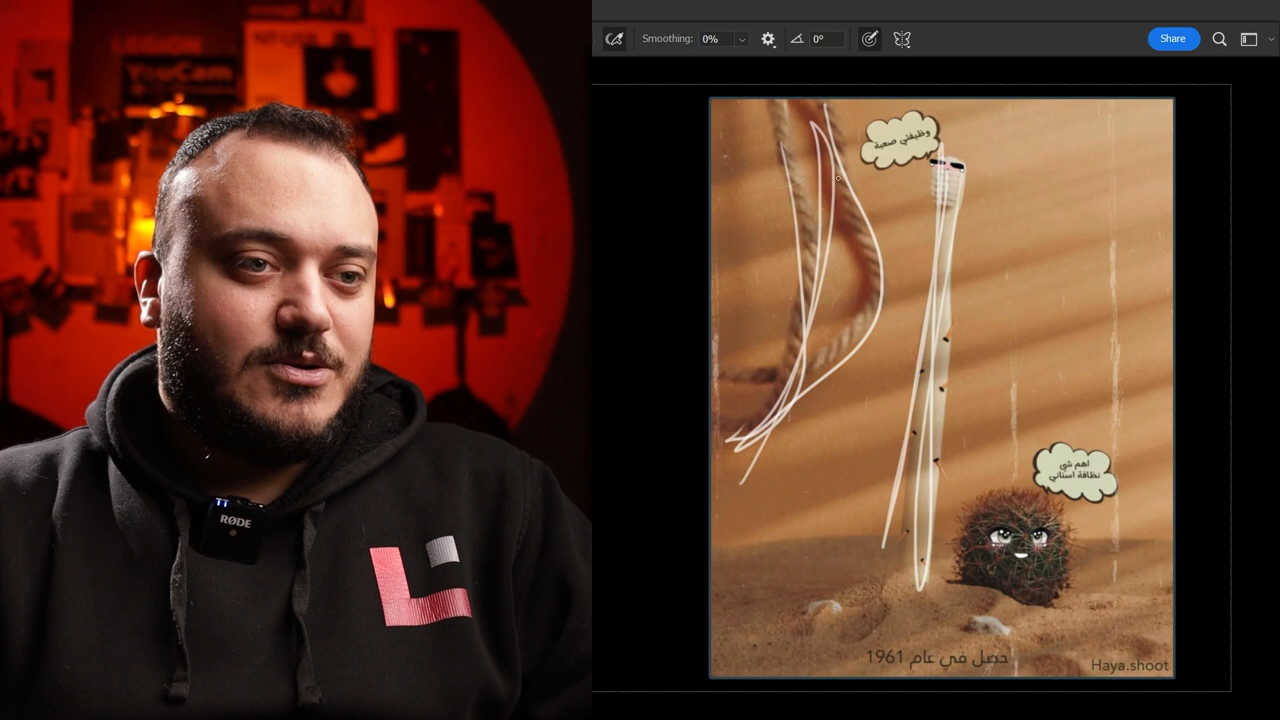 YouCam
RØDE
Smoothing: 0%
0°
Share
وظيفتي صعبة
اهم شي
نظافة اسناني
حصل في عام 1961
Haya.shoot